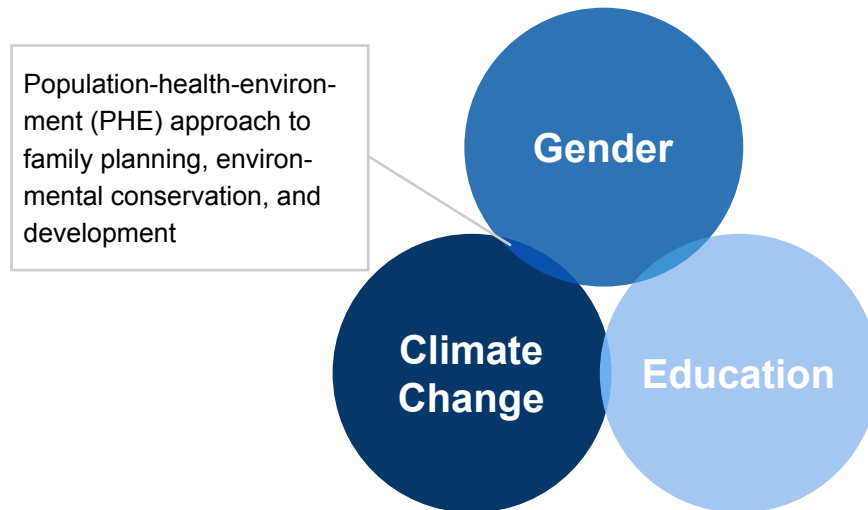 Population-health-environ-
ment (PHE) approach to
family planning, environ-
mental conservation, and
development
Gender
Climate
Change
Education